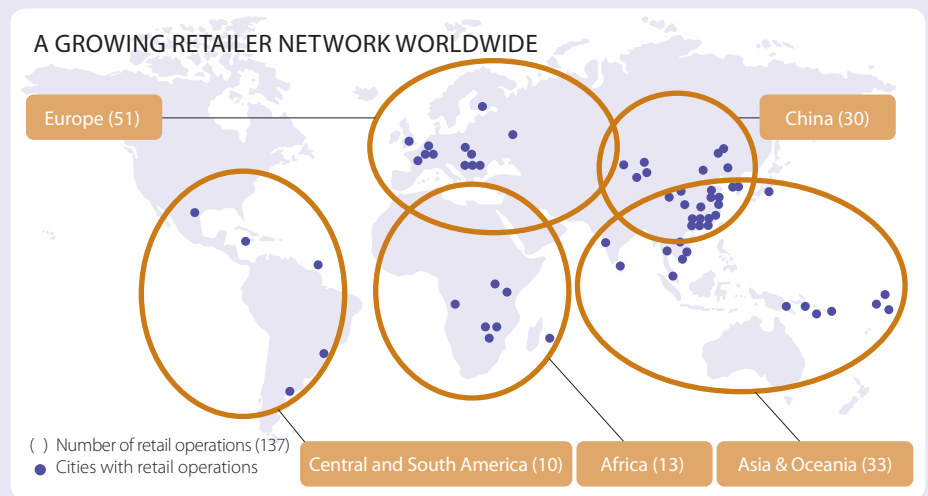 A GROWING RETAILER NETWORK WORLDWIDE
Europe (51)
China (30)
( ) Number of retail operations (137)
Cities with retail operations
Central and South America (10)
Africa (13)
Asia & Oceania (33)